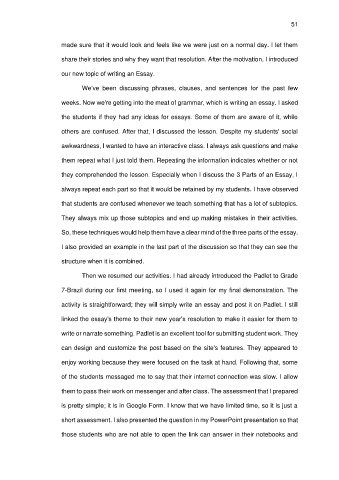 51
made sure that it would look and feels like we were just on a normal day. I let them
share their stories and why they want that resolution. After the motivation, I introduced
our new topic of writing an Essay.
We've been discussing phrases, clauses, and sentences for the past few
weeks. Now we're getting into the meat of grammar, which is writing an essay. I asked
the students if they had any ideas for essays. Some of them are aware of it, while
others are confused. After that, I discussed the lesson. Despite my students' social
awkwardness, I wanted to have an interactive class. I always ask questions and make
them repeat what I just told them. Repeating the information indicates whether or not
they comprehended the lesson. Especially when I discuss the 3 Parts of an Essay, I
always repeat each part so that it would be retained by my students. I have observed
that students are confused whenever we teach something that has a lot of subtopics.
They always mix up those subtopics and end up making mistakes in their activities.
So, these techniques would help them have a clear mind of the three parts of the essay.
I also provided an example in the last part of the discussion so that they can see the
structure when it is combined.
Then we resumed our activities. I had already introduced the Padlet to Grade
7-Brazil during our first meeting, so I used it again for my final demonstration. The
activity is straightforward; they will simply write an essay and post it on Padlet. I still
linked the essay's theme to their new year's resolution to make it easier for them to
write or narrate something. Padlet is an excellent tool for submitting student work. They
can design and customize the post based on the site's features. They appeared to
enjoy working because they were focused on the task at hand. Following that, some
of the students messaged me to say that their internet connection was slow. I allow
them to pass their work on messenger and after class. The assessment that I prepared
is pretty simple; it is in Google Form. I know that we have limited time, so it is just a
short assessment. I also presented the question in my PowerPoint presentation so that
those students who are not able to open the link can answer in their notebooks and